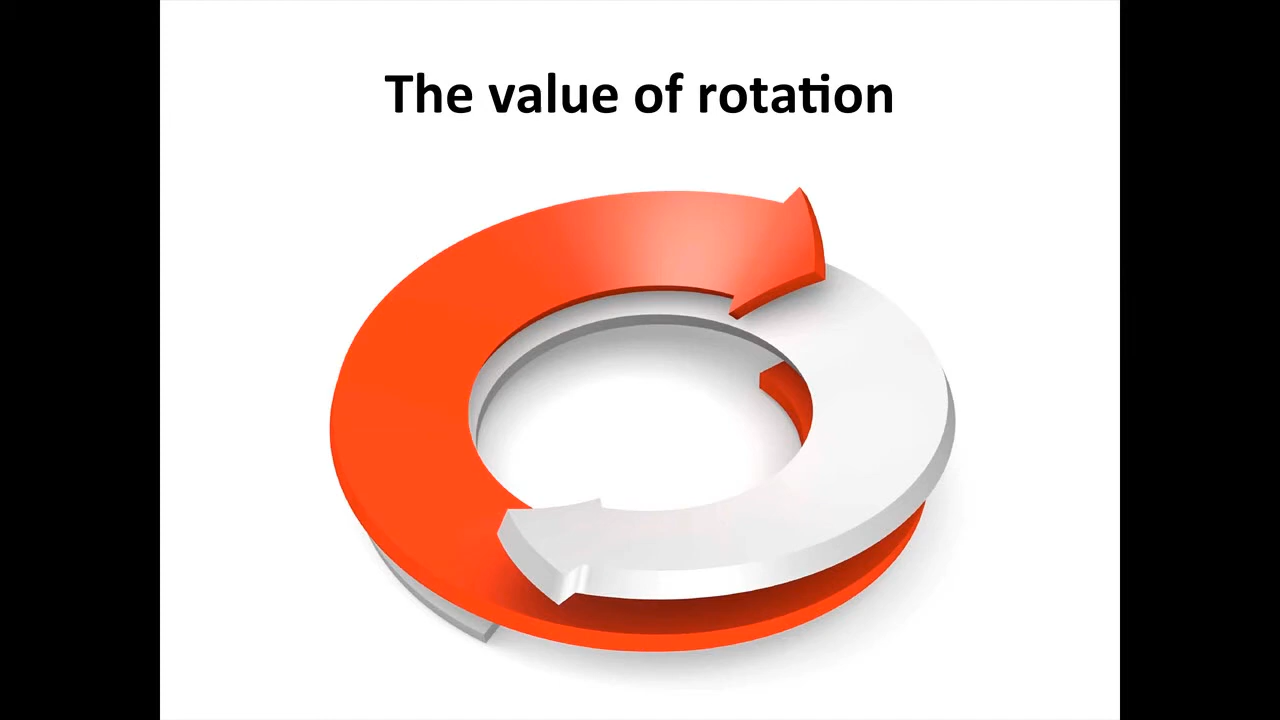 The value of rotation